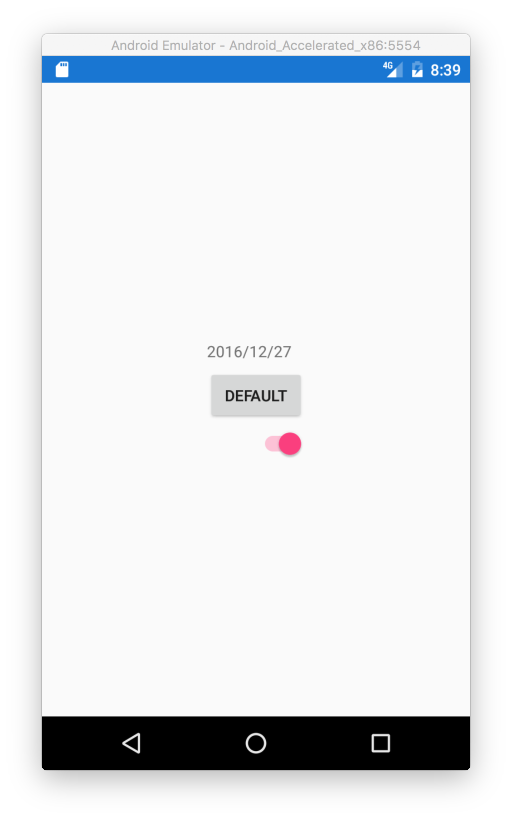 Android Emulator - Android_Accelerated_x86:5554
4G 8:39
2016/12/27
DEFAULT